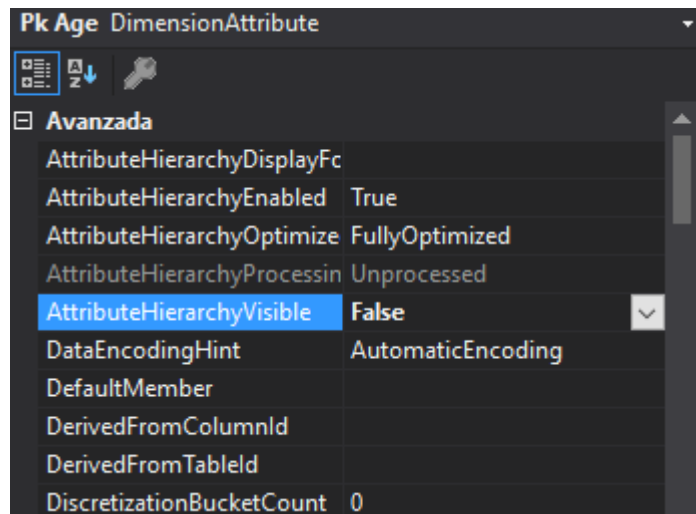 Pk Age DimensionAttribute
Avanzada
AttributeHierarchyDisplayFc
AttributeHierarchyEnabled True
AttributeHierarchyOptimize FullyOptimized
AttributeHierarchyProcessin Unprocessed
AttributeHierarchyVisible False
DataEncodingHint AutomaticEncoding
DefaultMember
DerivedFromColumnId
DerivedFromTableId
DiscretizationBucketCount 0